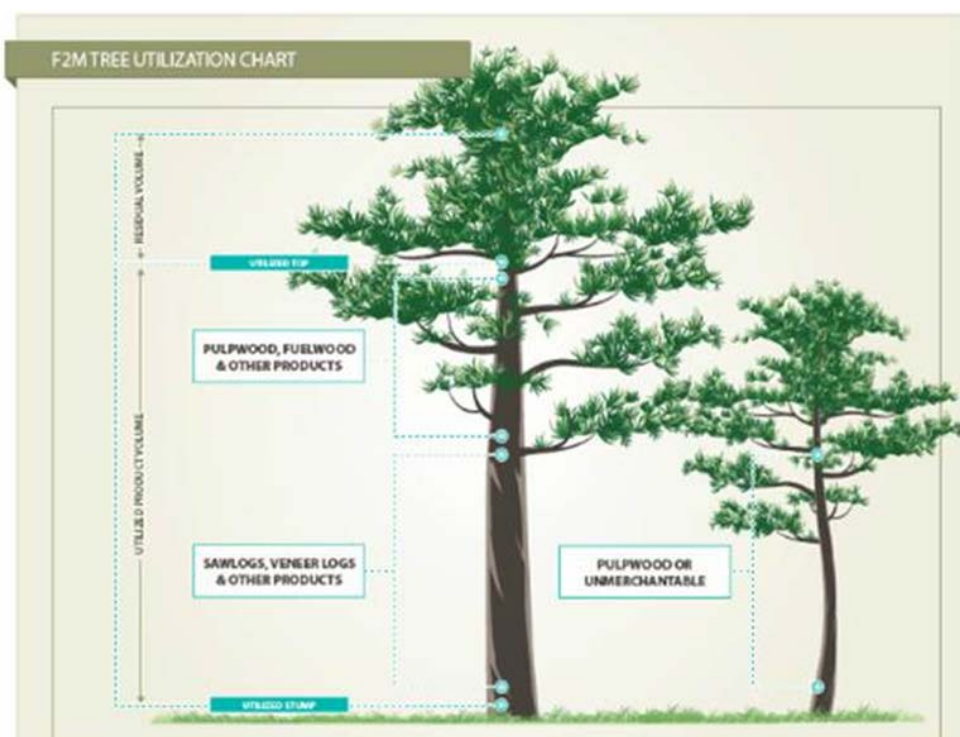 F2M TREE UTILIZATION CHART
RESIDUAL VOLUME
UTILIZED TOP
PULPWOOD, FUELWOOD
& OTHER PRODUCTS
UTILIZED PRODUCT VOLUME
SAWLOGS, VENEER LOGS
& OTHER PRODUCTS
PULPWOOD OR
UNMERCHANTABLE
UTILIZED STUMP